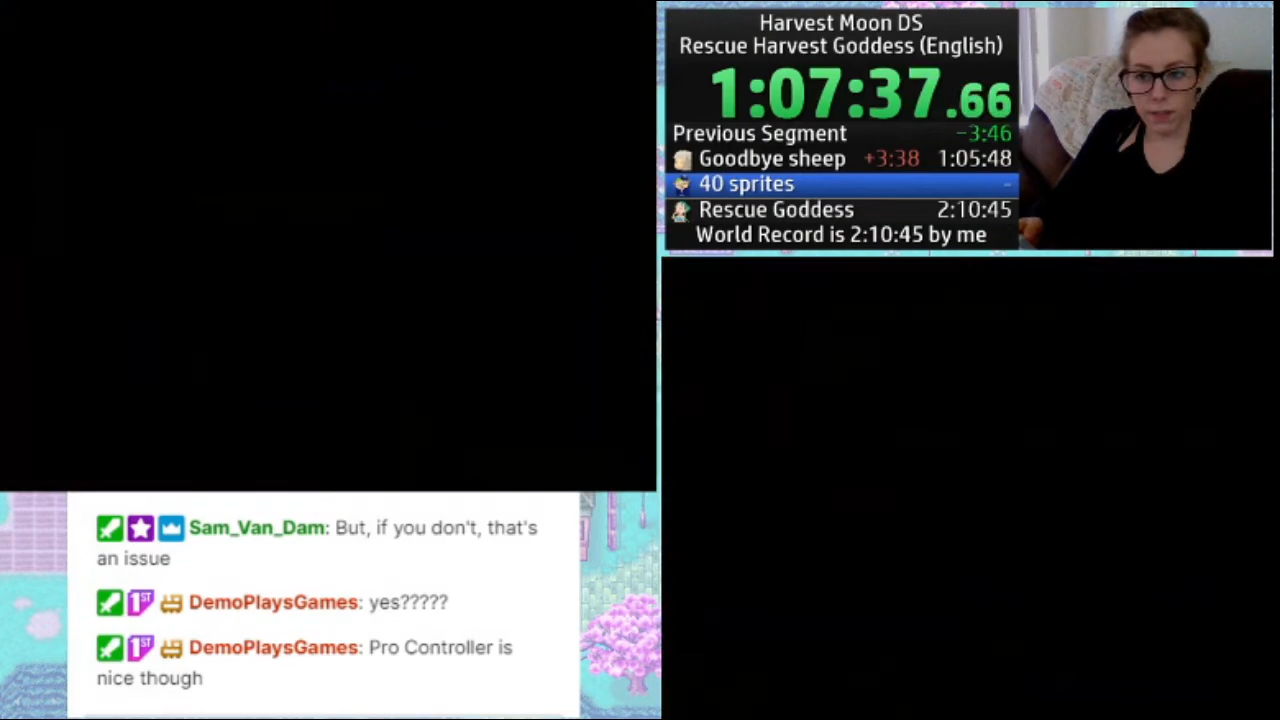 Harvest Moon DS
Rescue Harvest Goddess (English)
1:07:37.66
Previous Segment -3:46
Goodbye sheep +3:38 1:05:48
40 sprites -
Rescue Goddess 2:10:45
World Record is 2:10:45 by me
Sam_Van_Dam: But, if you don't, that's
an issue
1ST DemoPlaysGames: yes?????
1ST DemoPlaysGames: Pro Controller is
nice though